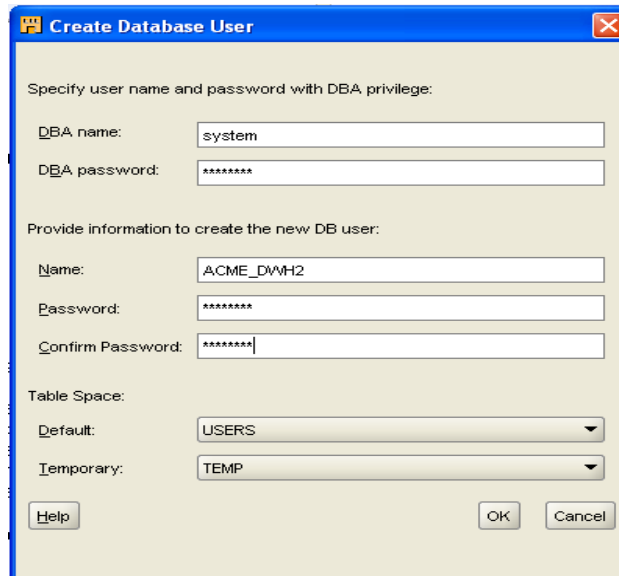 Create Database User
Specify user name and password with DBA privilege:
DBA name: system
DBA password: ********
Provide information to create the new DB user:
Name: ACME_DWH2
Password: ********
Confirm Password: ********
Table Space:
Default: USERS
Temporary: TEMP
Help OK Cancel